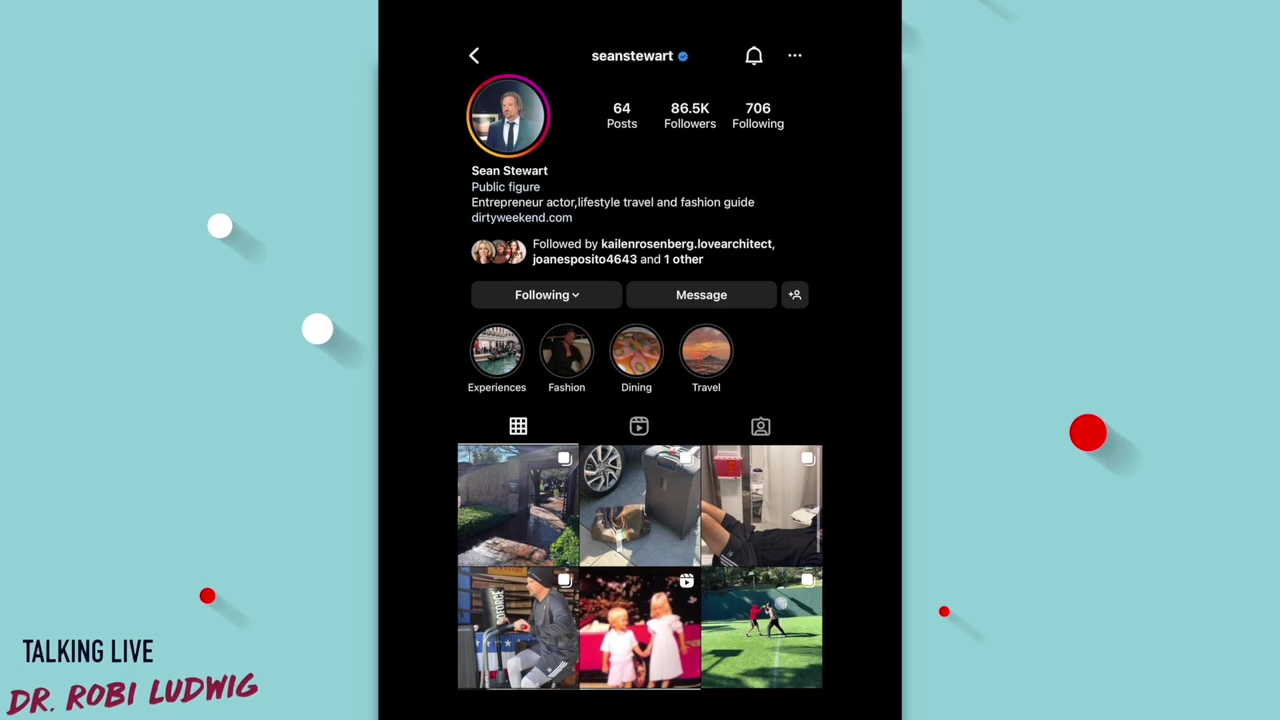 seanstewart
64
Posts
86.5K
Followers
706
Following
Sean Stewart
Public figure
Entrepreneur actor,lifestyle travel and fashion guide
dirtyweekend.com
Followed by kailenrosenberg.lovearchitect,
joanesposito4643 and 1 other
Following
Message
Experiences
Fashion
Dining
Travel
TALKING LIVE
DR. ROBI LUDWIG